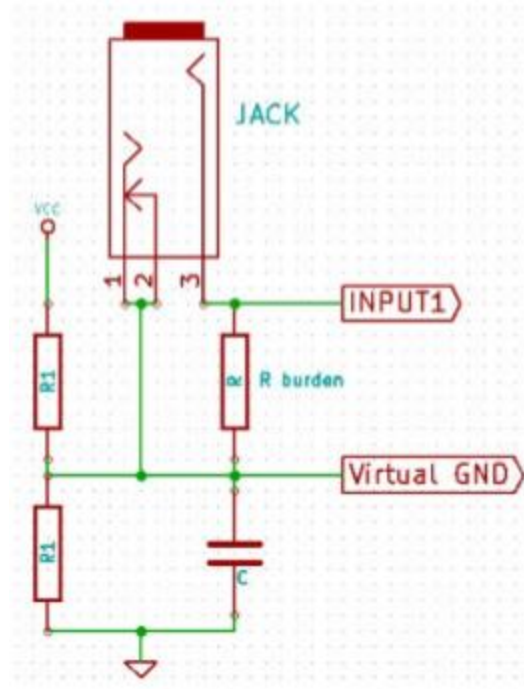 JACK
VCC
1 2 3
INPUT1
R1
R
R burden
Virtual GND
R1
C